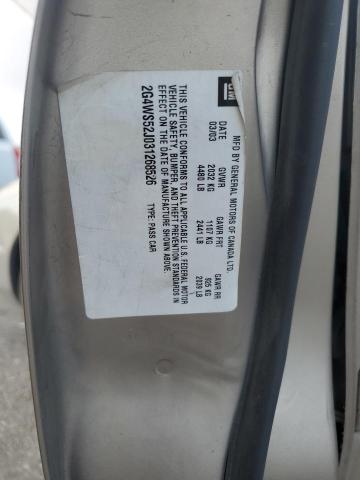 GM
MFD BY GENERAL MOTORS OF CANADA LTD.
DATE GVWR GAWR FRT GAWR RR
03/03 2032 KG 1107 KG 925 KG
4480 LB 2441 LB 2039 LB
THIS VEHICLE CONFORMS TO ALL APPLICABLE U.S. FEDERAL MOTOR
VEHICLE SAFETY, BUMPER, AND THEFT PREVENTION STANDARDS IN
EFFECT ON THE DATE OF MANUFACTURE SHOWN ABOVE.
2G4WS52J031268526 TYPE: PASS CAR